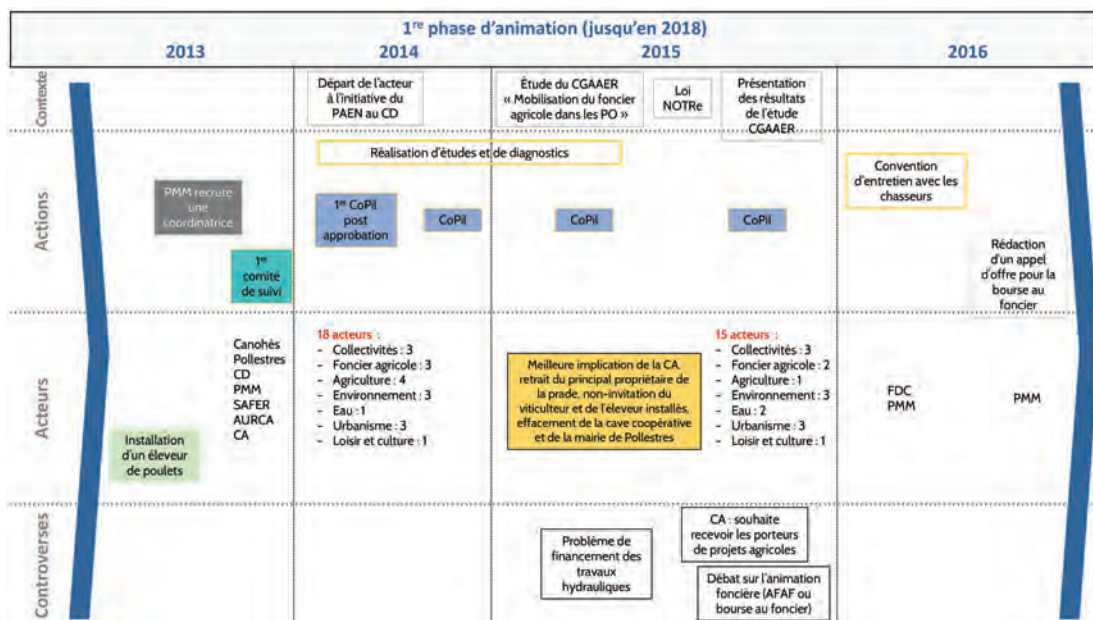 1re phase d'animation (jusqu'en 2018)
2013
2014
2015
2016
Contexte
Départ de l'acteur
à l'initiative du
PAEN au CD
Étude du CGAAER
« Mobilisation du foncier
agricole dans les PO »
Loi
NOTRe
Présentation
des résultats
de l'étude
CGAAER
Actions
Réalisation d'études et de diagnostics
PMM recrute
une
coordinatrice
1er
comité
de suivi
1er CoPil
post
approbation
CoPil
CoPil
CoPil
Convention
d'entretien avec les
chasseurs
Rédaction
d'un appel
d'offre pour la
bourse au
foncier
Acteurs
Installation
d'un éleveur
de poulets
Canohès
Pollestres
CD
PMM
SAFER
AURCA
CA
18 acteurs :
- Collectivités : 3
- Foncier agricole : 3
- Agriculture : 4
- Environnement : 3
- Eau : 1
- Urbanisme : 3
- Loisir et culture : 1
Meilleure implication de la CA,
retrait du principal propriétaire de
la prade, non-invitation du
viticulteur et de l'éleveur installés,
effacement de la cave coopérative
et de la mairie de Pollestres
15 acteurs :
- Collectivités : 3
- Foncier agricole : 2
- Agriculture : 1
- Environnement : 3
- Eau : 2
- Urbanisme : 3
- Loisir et culture : 1
FDC
PMM
PMM
Controverses
Problème de
financement des
travaux
hydrauliques
CA : souhaite
recevoir les porteurs
de projets agricoles
Débat sur l'animation
foncière (AFAF ou
bourse au foncier)